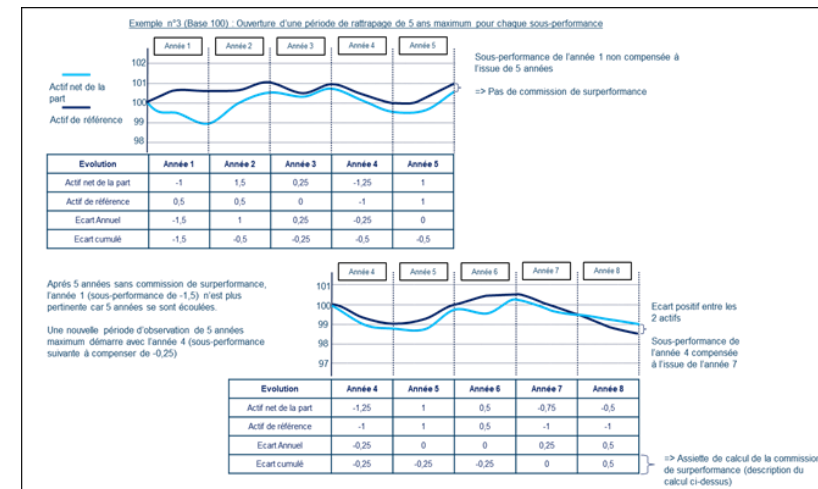 Exemple n°3 (Base 100) : Ouverture d'une période de rattrapage de 5 ans maximum pour chaque sous-performance
Année 1 Année 2 Année 3 Année 4 Année 5
102
101
100
99
98
Actif net de la
part
Actif de référence
Sous-performance de l'année 1 non compensée à
l'issue de 5 années
=> Pas de commission de surperformance
Evolution Année 1 Année 2 Année 3 Année 4 Année 5
Actif net de la part -1 1,5 0,25 -1,25 1
Actif de référence 0,5 0,5 0 -1 1
Ecart Annuel -1,5 1 0,25 -0,25 0
Ecart cumulé -1,5 -0,5 -0,25 -0,5 -0,5
Après 5 années sans commission de surperformance,
l'année 1 (sous-performance de -1,5) n'est plus
pertinente car 5 années se sont écoulées.
Une nouvelle période d'observation de 5 années
maximum démarre avec l'année 4 (sous-performance
suivante à compenser de -0,25)
Année 4 Année 5 Année 6 Année 7 Année 8
101
100
99
98
97
Ecart positif entre les
2 actifs
Sous-performance de
l'année 4 compensée
à l'issue de l'année 7
Evolution Année 4 Année 5 Année 6 Année 7 Année 8
Actif net de la part -1,25 1 0,5 -0,75 -0,5
Actif de référence -1 1 0,5 -1 -1
Ecart Annuel -0,25 0 0 0,25 0,5
Ecart cumulé -0,25 -0,25 -0,25 0 0,5
=> Assiette de calcul de la commission
de surperformance (description du
calcul ci-dessus)